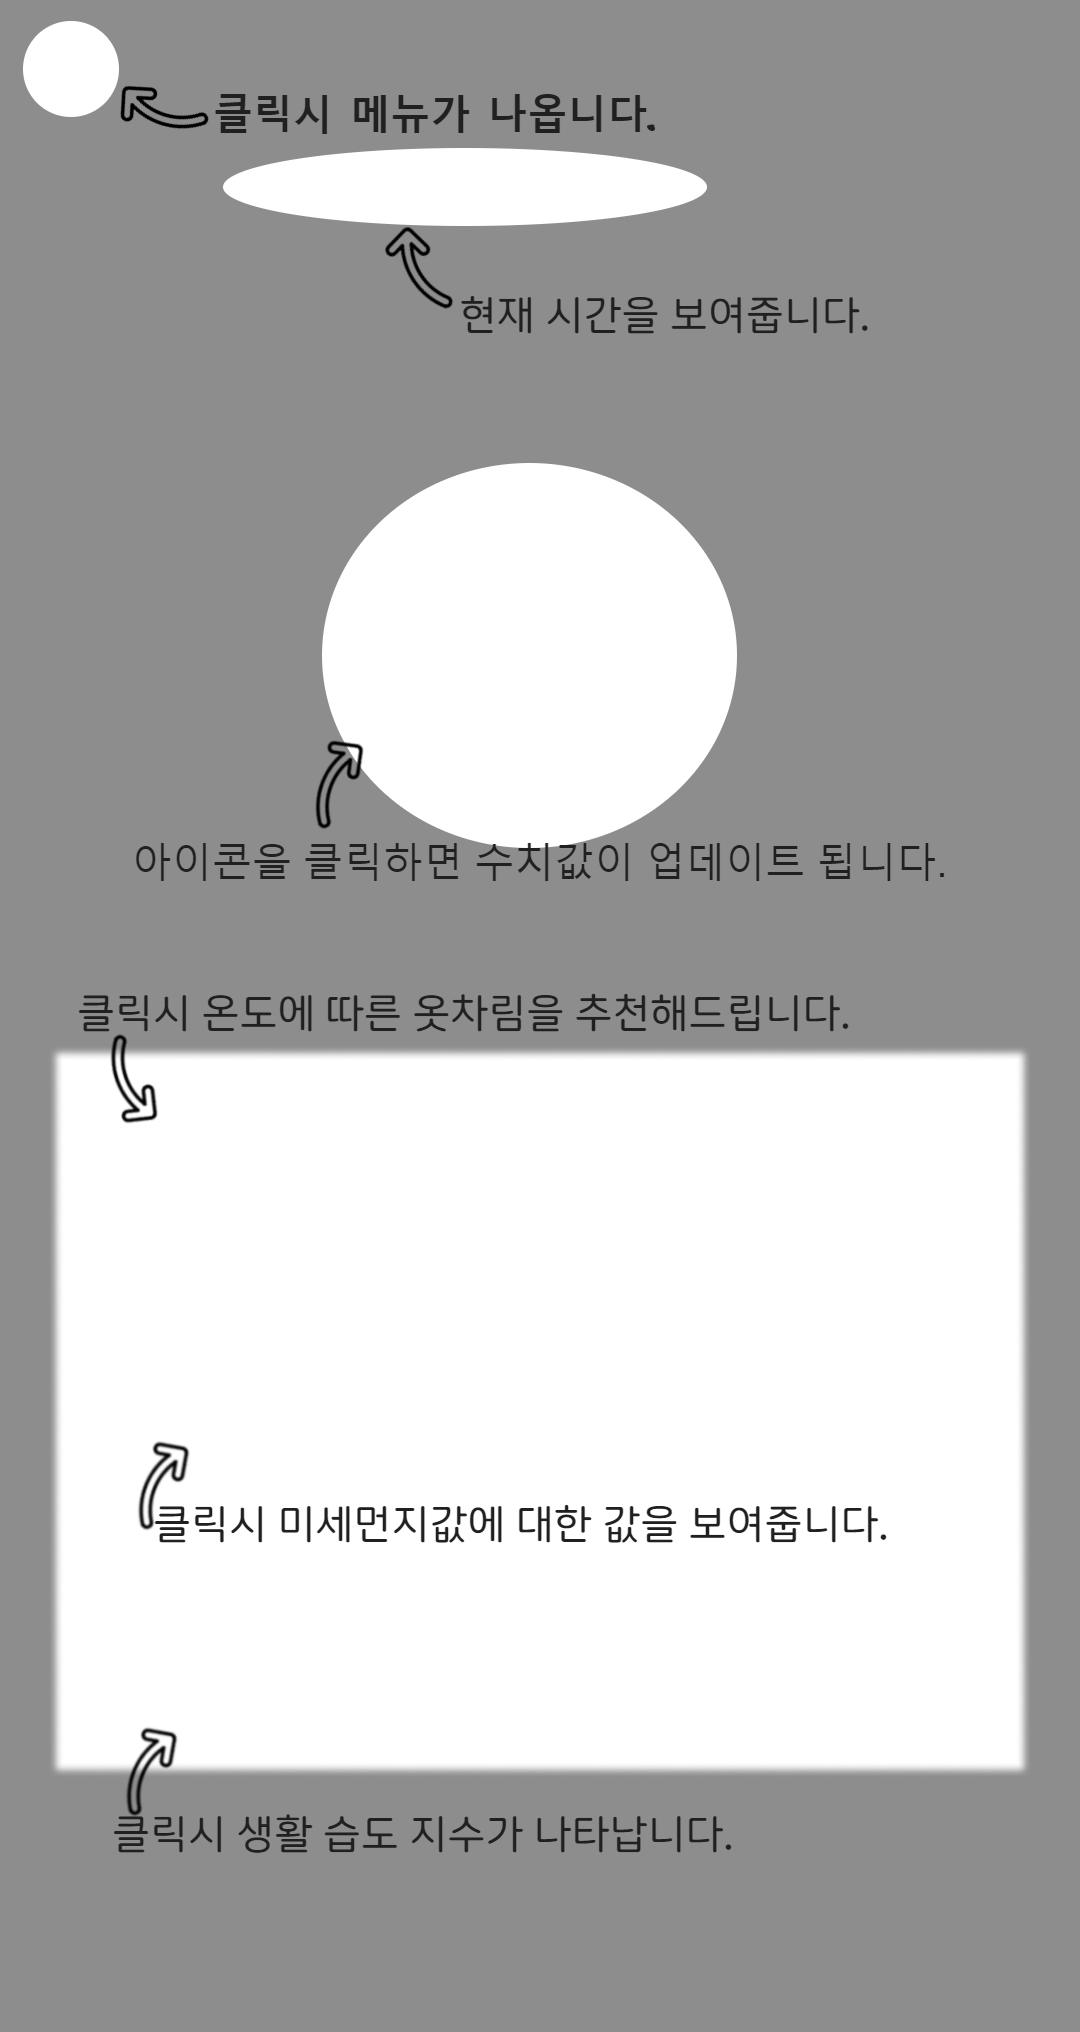 클릭시 메뉴가 나옵니다.
현재 시간을 보여줍니다.
아이콘을 클릭하면 수치값이 업데이트 됩니다.
클릭시 온도에 따른 옷차림을 추천해드립니다.
클릭시 미세먼지값에 대한 값을 보여줍니다.
클릭시 생활 습도 지수가 나타납니다.